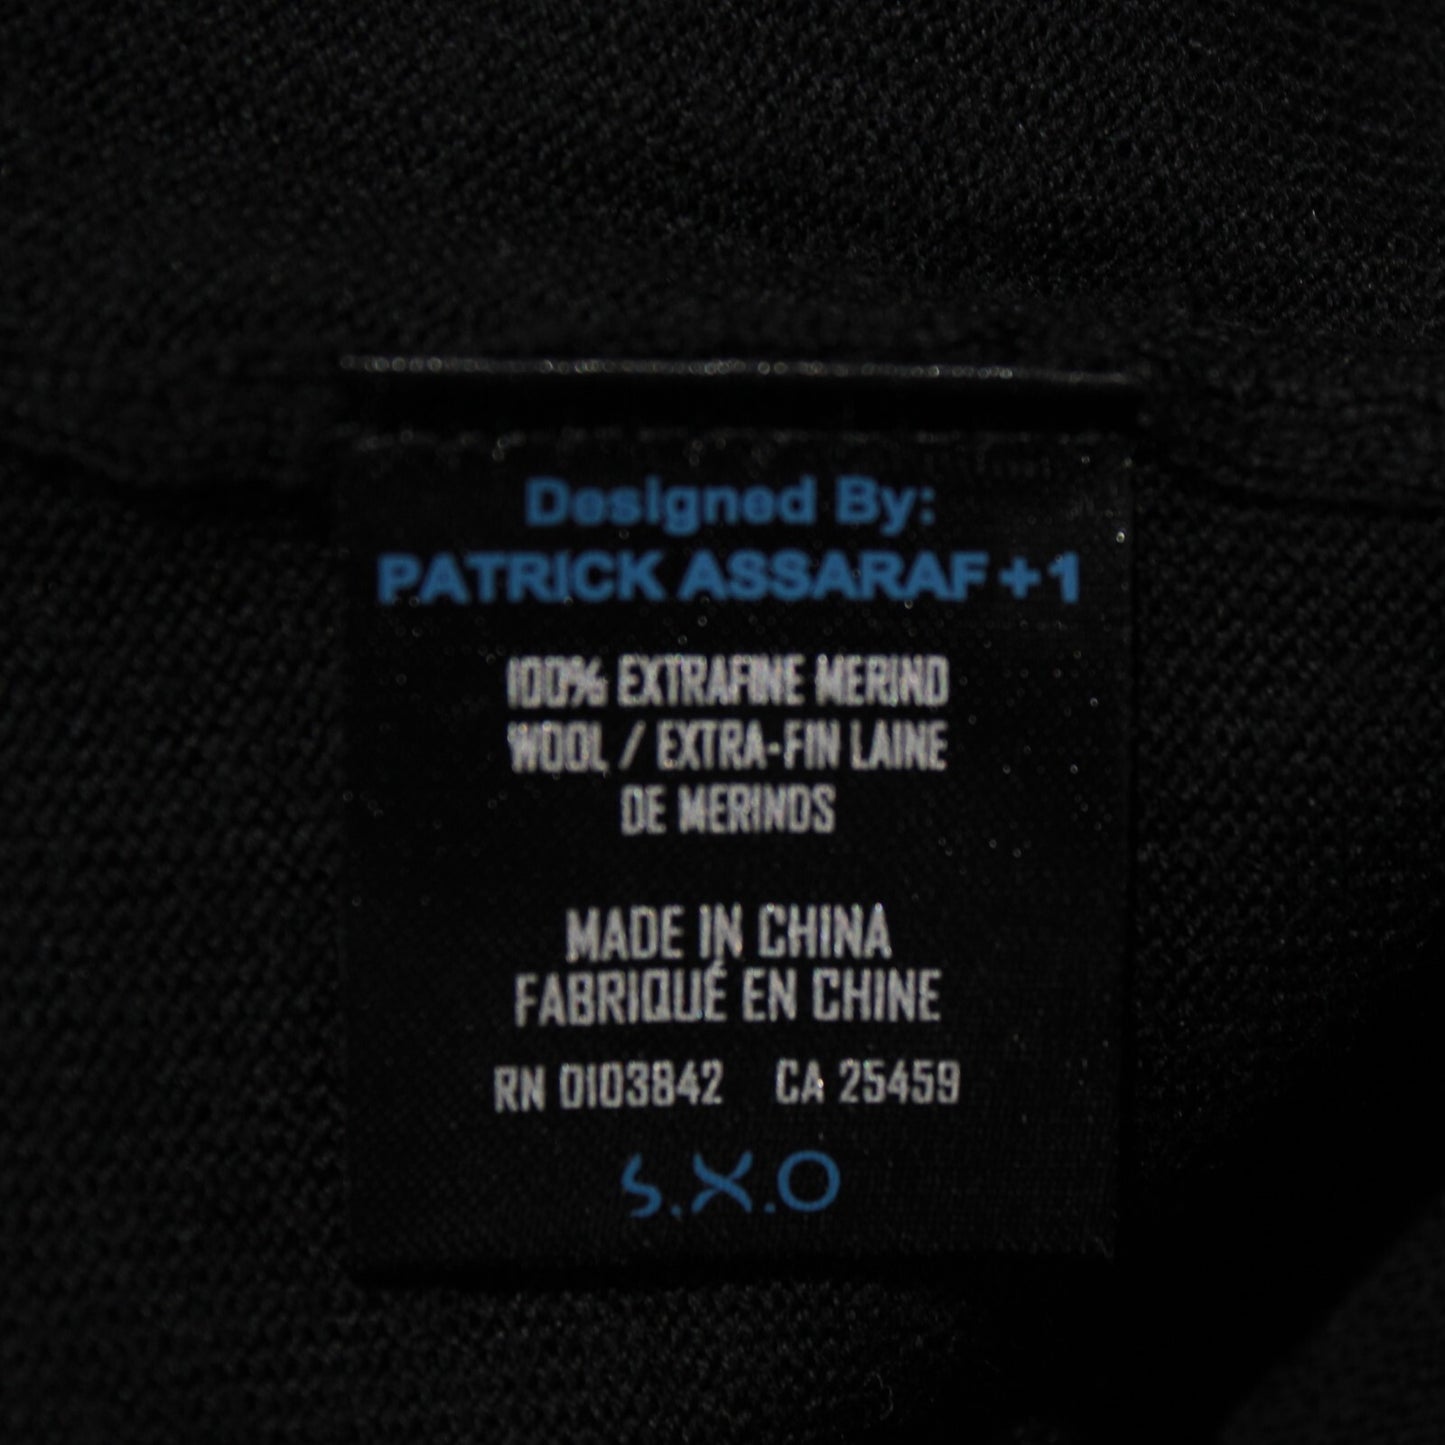 Designed By:
PATRICK ASSARAF + 1
100% EXTRAFINE MERINO
WOOL / EXTRA-FIN LAINE
DE MERINOS
MADE IN CHINA
FABRIQUÉ EN CHINE
RN 0103842 CA 25459
S.X.O